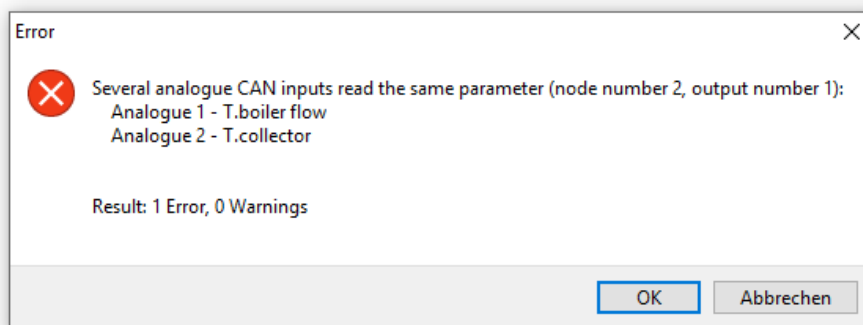 Error
Several analogue CAN inputs read the same parameter (node number 2, output number 1):
Analogue 1 - T.boiler flow
Analogue 2 - T.collector
Result: 1 Error, 0 Warnings
OK
Abbrechen